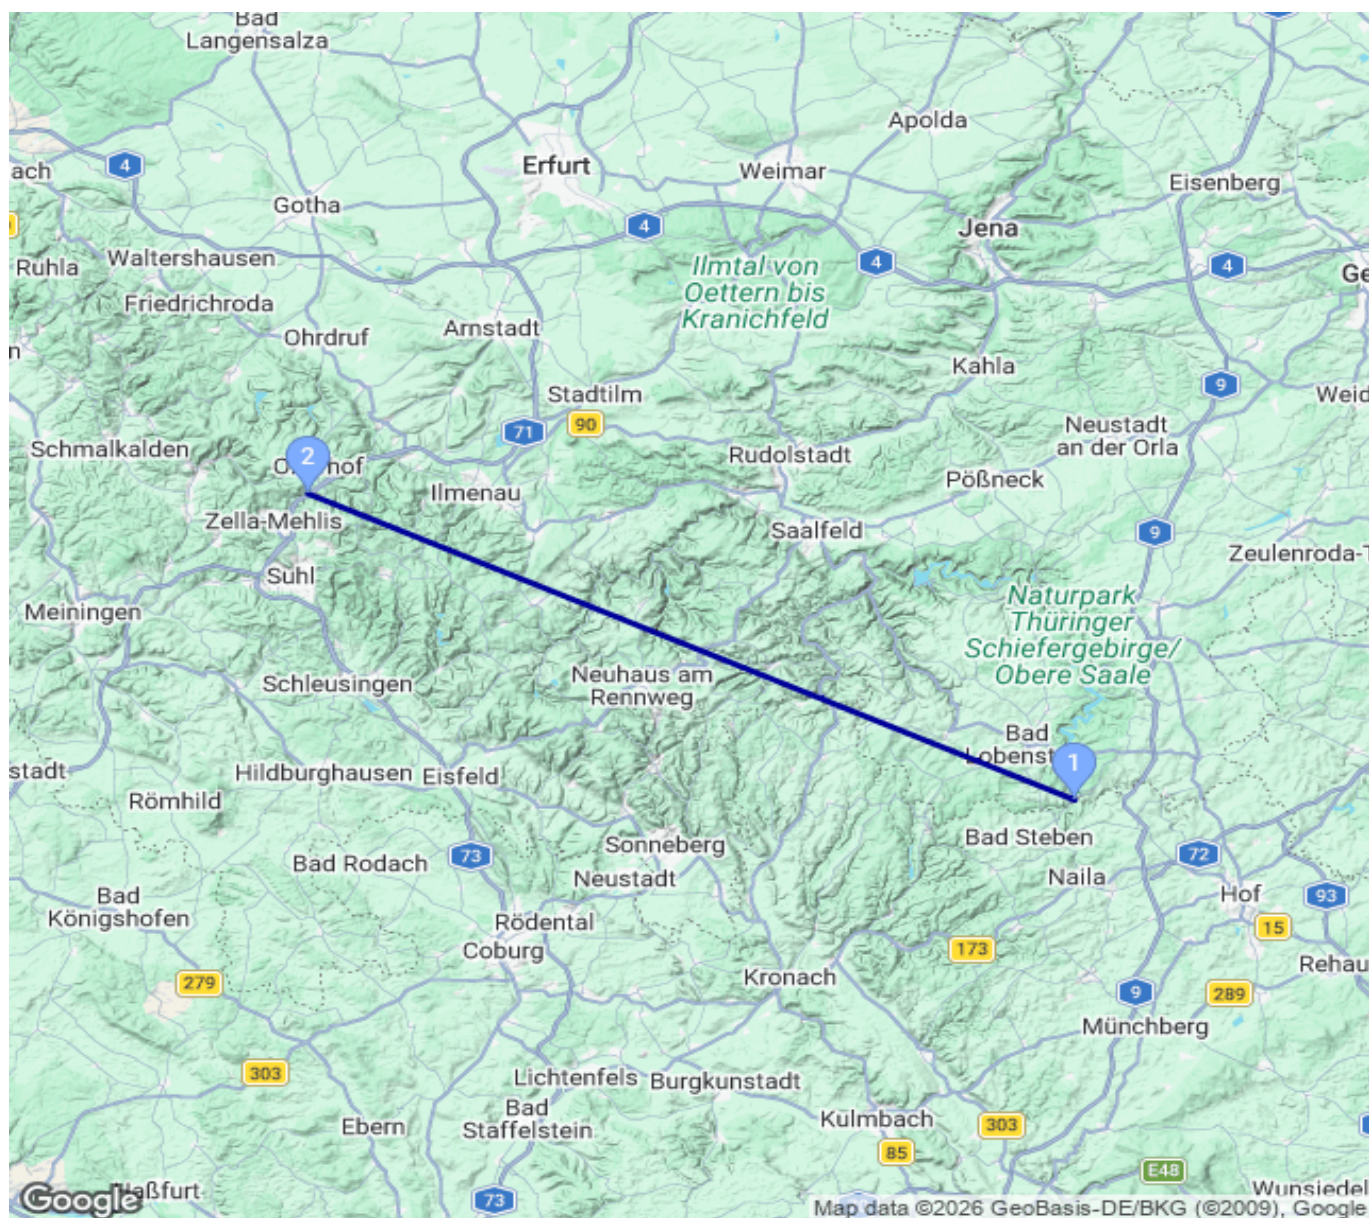 Bad
Langensalza
Apolda
Erfurt
Weimar
4
ach
Eisenberg
Gotha
4
Jena
Waltershausen
Ruhla
Ilmtal von
Oettern bis
Kranichfeld
4
4
Ge
Friedrichroda
Ohrdruf
Arnstadt
n
Kahla
Stadtilm
9
Weid
90
71
Neustadt
an der Orla
Schmalkalden
2
Rudolstadt
Ilmenau
Pößneck
Zella-Mehlis
Saalfeld
9
Zeulenroda-T
Suhl
Meiningen
Naturpark
Thüringer
Schiefergebirge/
Obere Saale
Schleusingen
Neuhaus am
Rennweg
Bad
Lobenst
1
stadt
Hildburghausen
Eisfeld
Römhild
Bad Steben
Sonneberg
73
Bad Rodach
72
Neustadt
Naila
Hof
93
Bad
Königshofen
Rödental
Coburg
15
173
Rehau
Kronach
279
9
289
Münchberg
303
Lichtenfels
Burgkunstadt
Bad
Staffelstein
Ebern
Kulmbach
303
85
E48
Wunsiedel
Google
aßfurt
73
Map data ©2026 GeoBasis-DE/BKG (©2009), Google